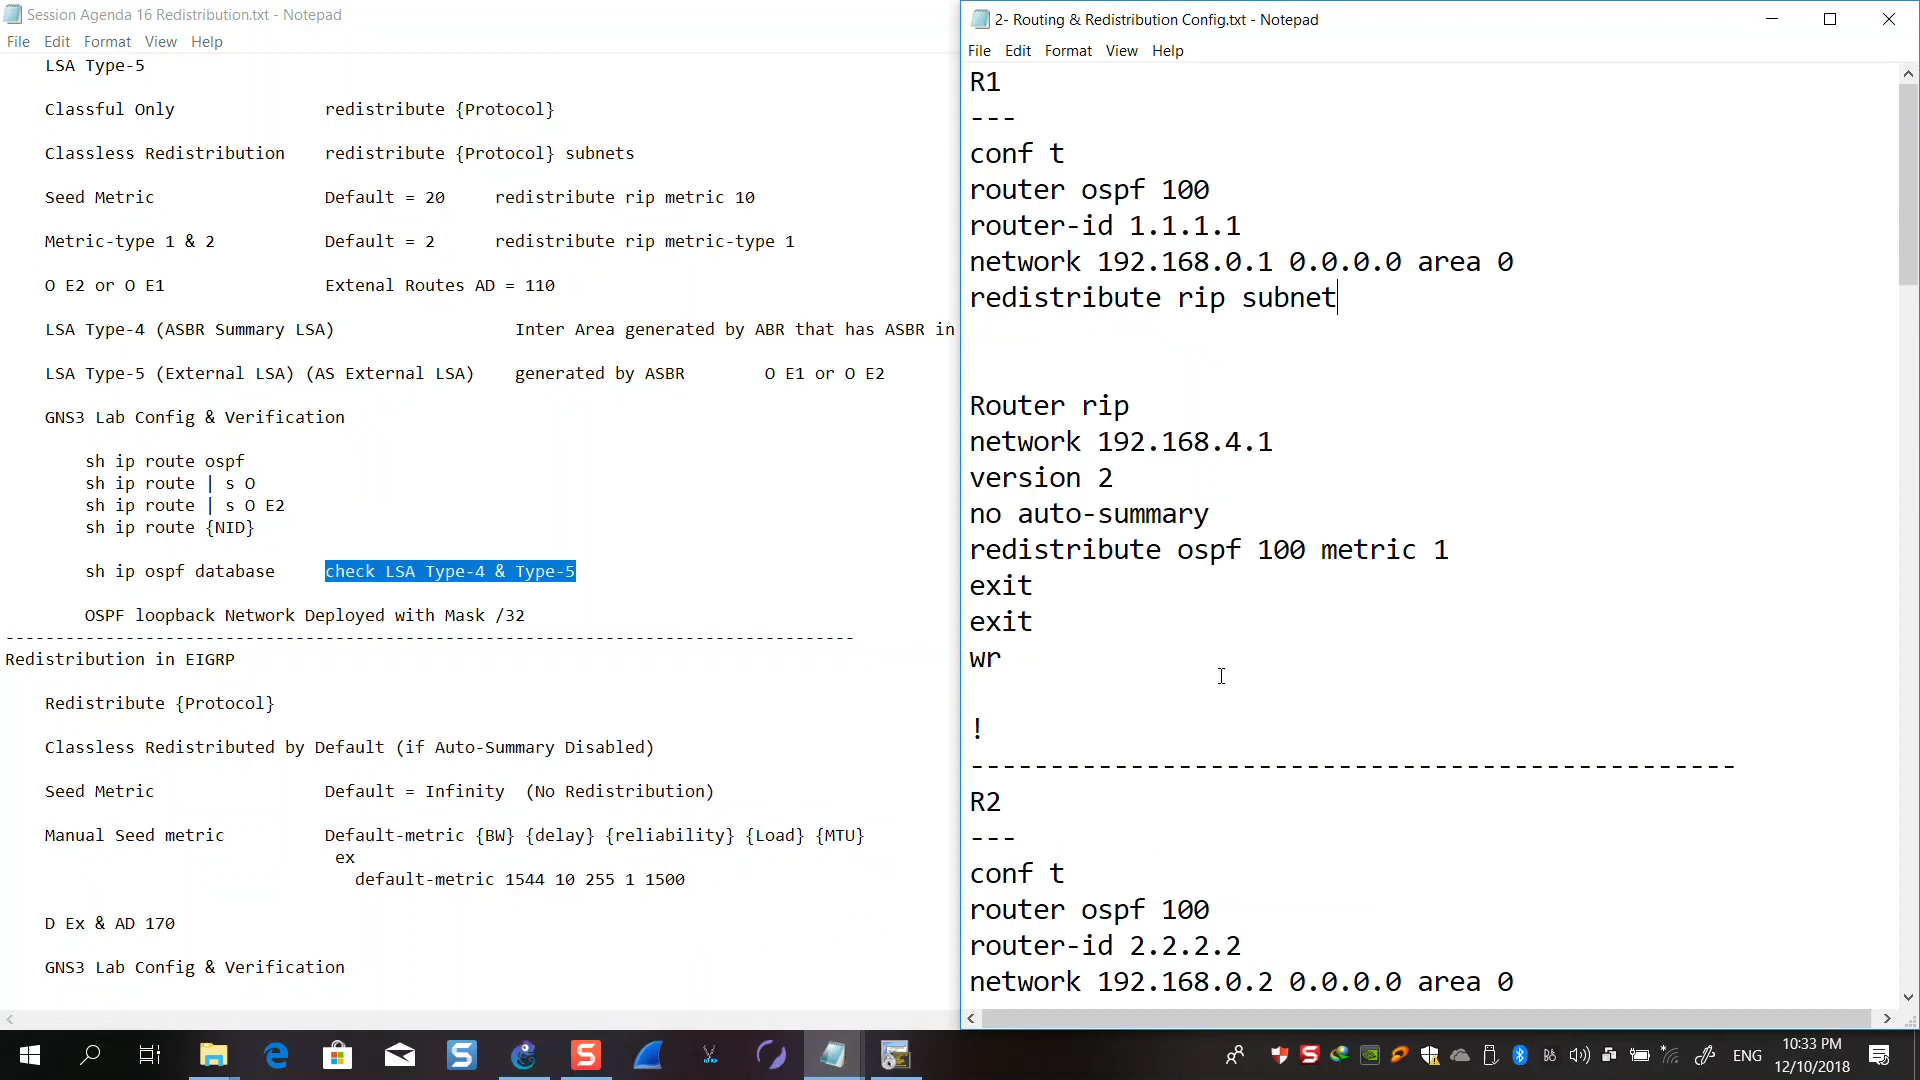 Session Agenda 16 Redistribution.txt - Notepad
File Edit Format View Help
LSA Type-5
Classful Only redistribute {Protocol}
Classless Redistribution redistribute {Protocol} subnets
Seed Metric Default = 20 redistribute rip metric 10
Metric-type 1 & 2 Default = 2 redistribute rip metric-type 1
O E2 or O E1 Extenal Routes AD = 110
LSA Type-4 (ASBR Summary LSA) Inter Area generated by ABR that has ASBR in
LSA Type-5 (External LSA) (AS External LSA) generated by ASBR O E1 or O E2
GNS3 Lab Config & Verification
sh ip route ospf
sh ip route | s O
sh ip route | s O E2
sh ip route {NID}
sh ip ospf database check LSA Type-4 & Type-5
OSPF loopback Network Deployed with Mask /32
-------------------------------------------------------------------------------------
Redistribution in EIGRP
Redistribute {Protocol}
Classless Redistributed by Default (if Auto-Summary Disabled)
Seed Metric Default = Infinity (No Redistribution)
Manual Seed metric Default-metric {BW} {delay} {reliability} {Load} {MTU}
ex
default-metric 1544 10 255 1 1500
D Ex & AD 170
GNS3 Lab Config & Verification
2- Routing & Redistribution Config.txt - Notepad
File Edit Format View Help
R1
---
conf t
router ospf 100
router-id 1.1.1.1
network 192.168.0.1 0.0.0.0 area 0
redistribute rip subnet
Router rip
network 192.168.4.1
version 2
no auto-summary
redistribute ospf 100 metric 1
exit
exit
wr
!
------------------------------------------------
R2
---
conf t
router ospf 100
router-id 2.2.2.2
network 192.168.0.2 0.0.0.0 area 0
ENG
10:33 PM
12/10/2018